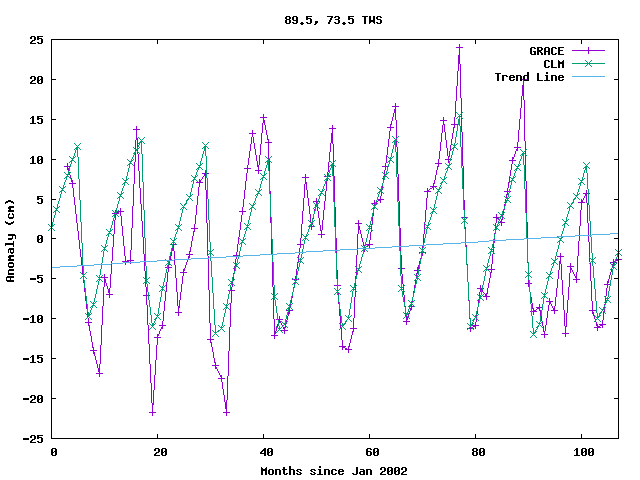 89.5, 73.5 TWS
GRACE
CLM
Trend Line
25
20
15
10
5
0
-5
-10
-15
-20
-25
Anomaly (cm)
0 20 40 60 80 100
Months since Jan 2002